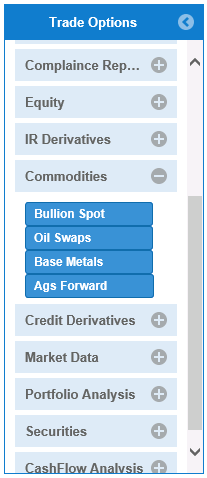 Trade Options
Complaince Rep...
Equity
IR Derivatives
Commodities
Bullion Spot
Oil Swaps
Base Metals
Ags Forward
Credit Derivatives
Market Data
Portfolio Analysis
Securities
CashFlow Analysis